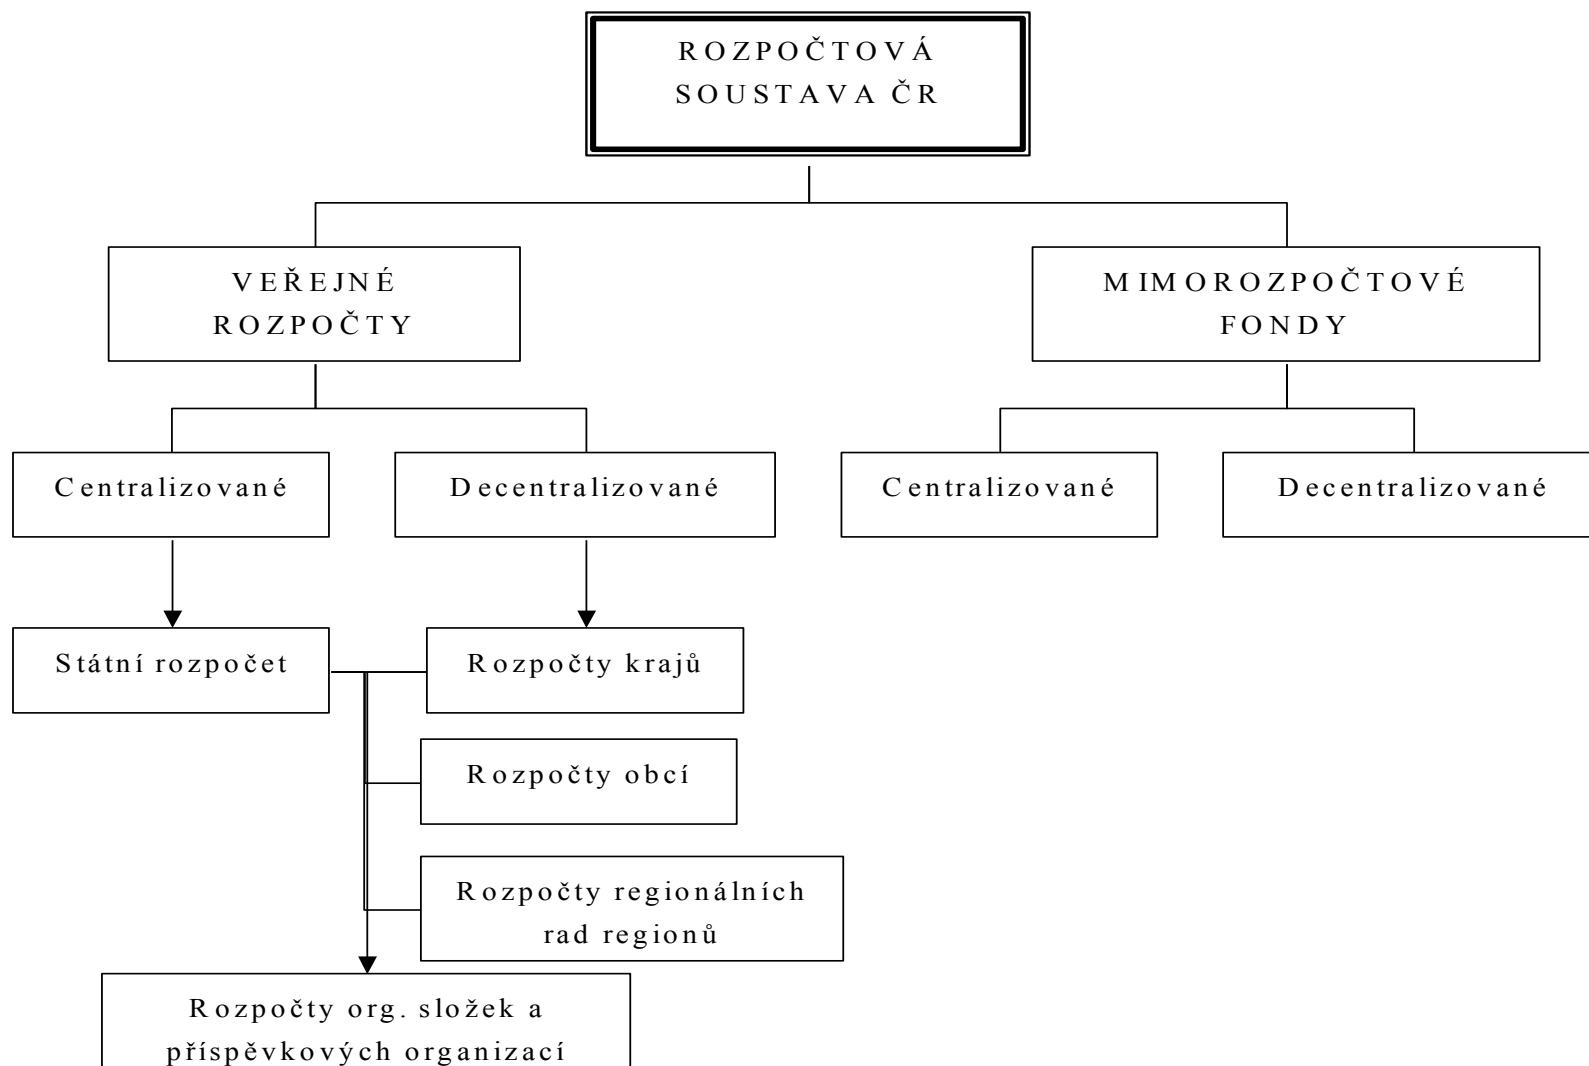 ROZPOČTOVÁ
SOUSTAVA ČR
VEŘEJNÉ
ROZPOČTY
MIMOROZPOČTOVÉ
FONDY
Centralizované
Decentralizované
Centralizované
Decentralizované
Státní rozpočet
Rozpočty krajů
Rozpočty obcí
Rozpočty regionálních
rad regionů
Rozpočty org. složek a
příspěvkových organizací